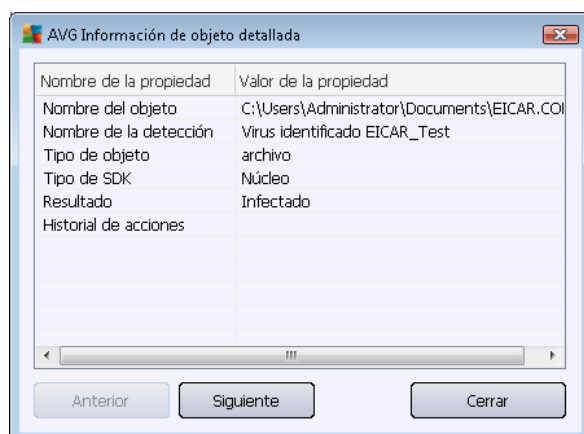 AVG Información de objeto detallada
Nombre de la propiedad Valor de la propiedad
Nombre del objeto C:\Users\Administrator\Documents\EICAR.CO
Nombre de la detección Virus identificado EICAR_Test
Tipo de objeto archivo
Tipo de SDK Núcleo
Resultado Infectado
Historial de acciones
Anterior Siguiente Cerrar